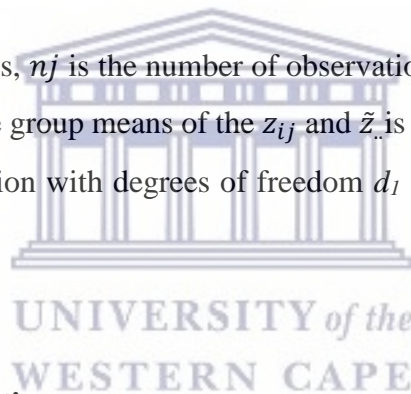 s, nj is the number of observatio
group means of the zij and z̃.. is
ion with degrees of freedom d1
UNIVERSITY of the
WESTERN CAPE